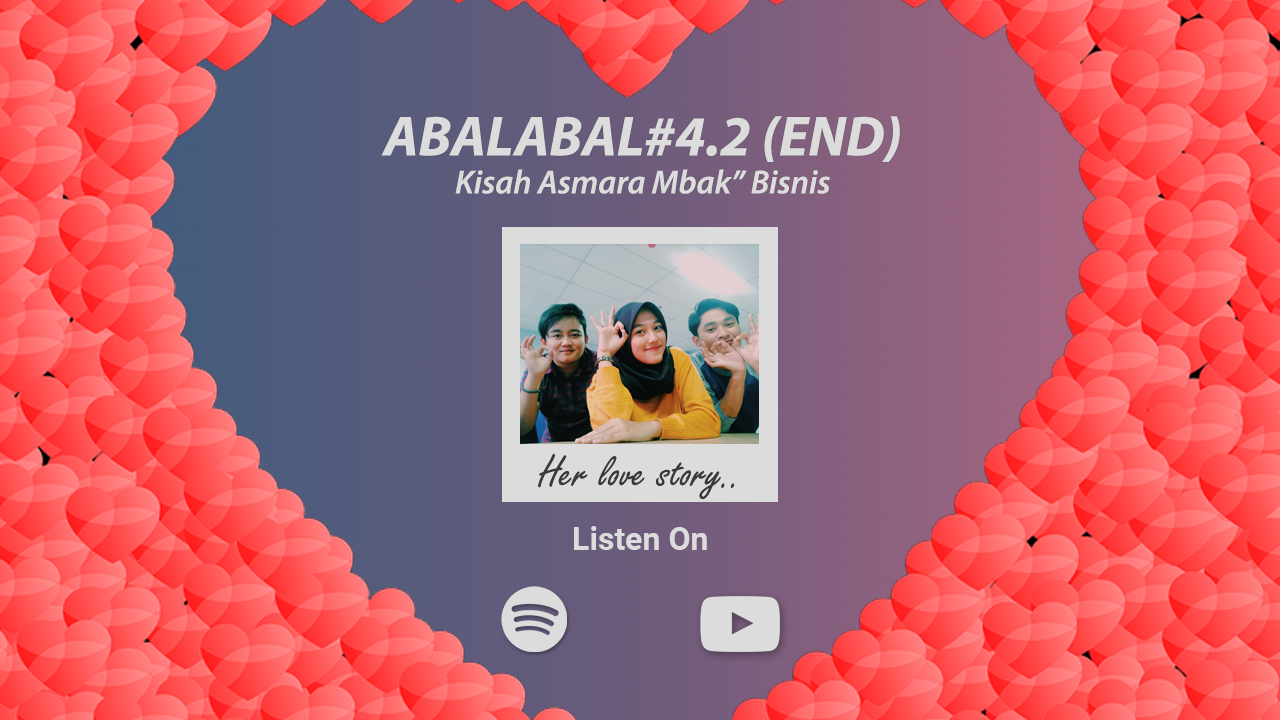 ABALABAL#4.2 (END)
Kisah Asmara Mbak” Bisnis
Her love story..
Listen On